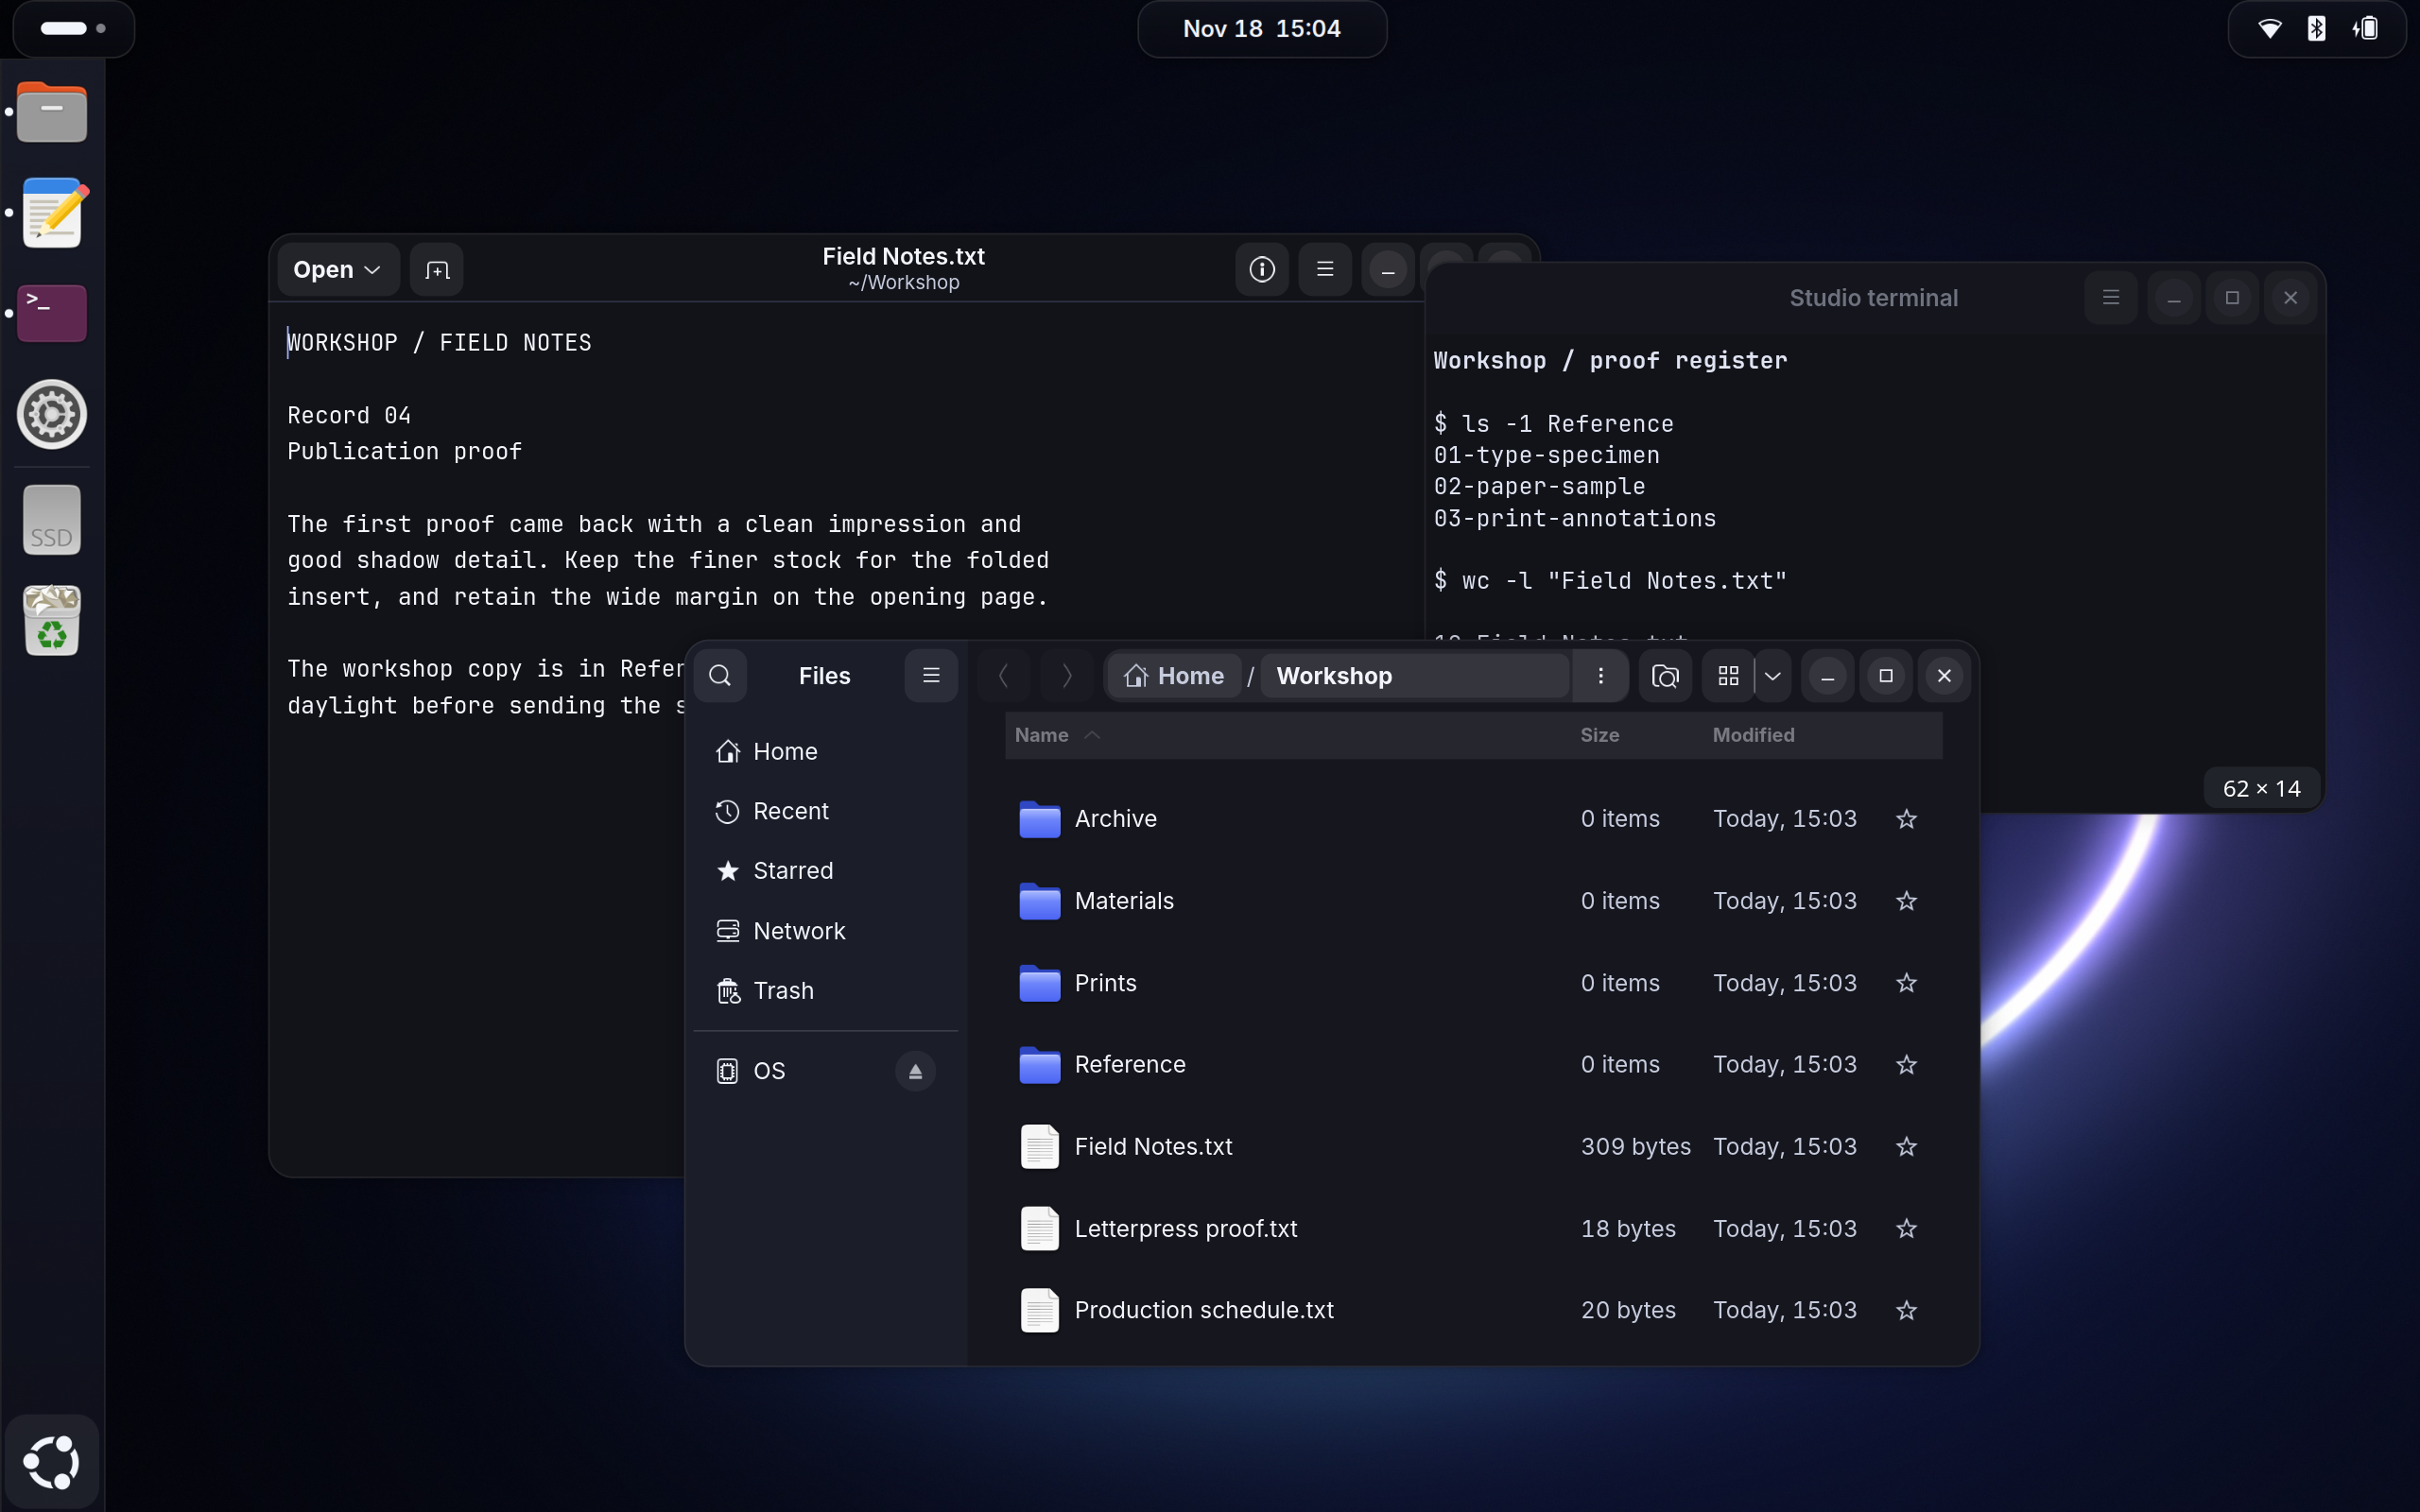 Nov 18 15:04
Open
Field Notes.txt
~/Workshop
WORKSHOP / FIELD NOTES
Record 04
Publication proof
The first proof came back with a clean impression and
good shadow detail. Keep the finer stock for the folded
insert, and retain the wide margin on the opening page.
The workshop copy is in
daylight before sending the
Studio terminal
Workshop / proof register
$ ls -1 Reference
01-type-specimen
02-paper-sample
03-print-annotations
$ wc -l "Field Notes.txt"
Field Notes.txt
62 × 14
>_
SSD
Files
Home / Workshop
Home
Recent
Starred
Network
Trash
OS
Name Size Modified
Archive 0 items Today, 15:03
Materials 0 items Today, 15:03
Prints 0 items Today, 15:03
Reference 0 items Today, 15:03
Field Notes.txt 309 bytes Today, 15:03
Letterpress proof.txt 18 bytes Today, 15:03
Production schedule.txt 20 bytes Today, 15:03